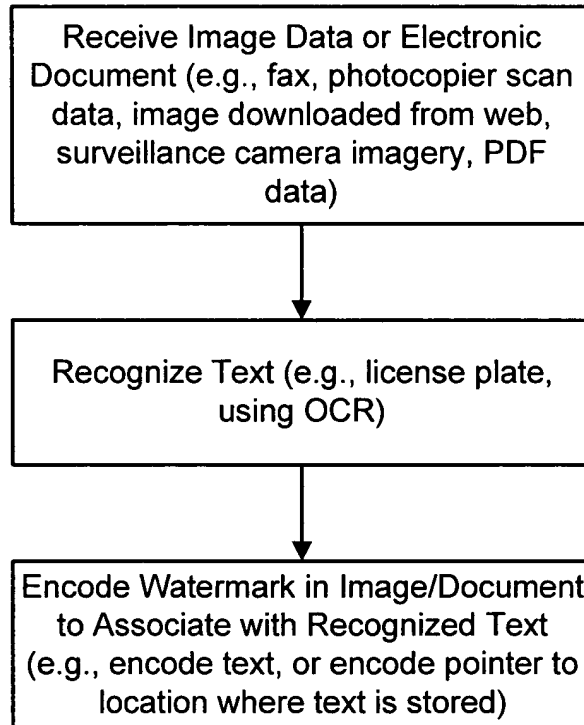 Receive Image Data or Electronic
Document (e.g., fax, photocopier scan
data, image downloaded from web,
surveillance camera imagery, PDF
data)
Recognize Text (e.g., license plate,
using OCR)
Encode Watermark in Image/Document
to Associate with Recognized Text
(e.g., encode text, or encode pointer to
location where text is stored)